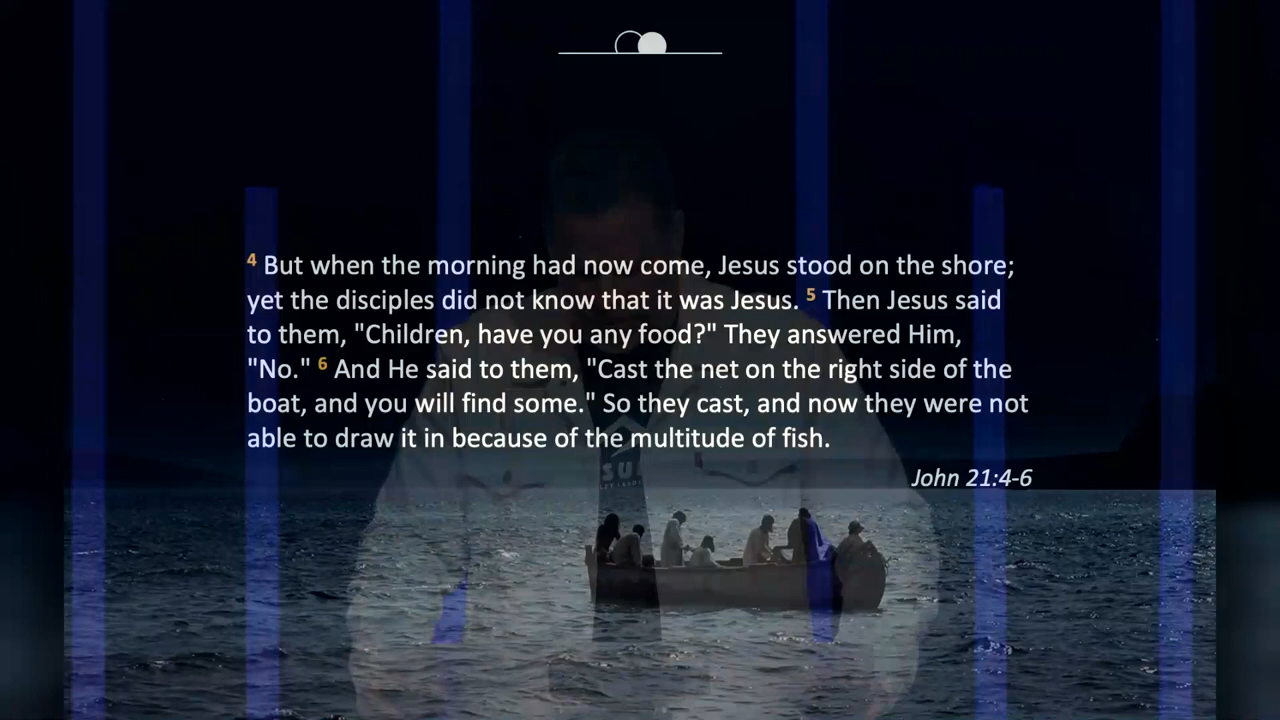 4 But when the morning had now come, Jesus stood on the shore;
yet the disciples did not know that it was Jesus. 5 Then Jesus said
to them, "Children, have you any food?" They answered Him,
"No." 6 And He said to them, "Cast the net on the right side of the
boat, and you will find some." So they cast, and now they were not
able to draw it in because of the multitude of fish.
John 21:4-6
SU